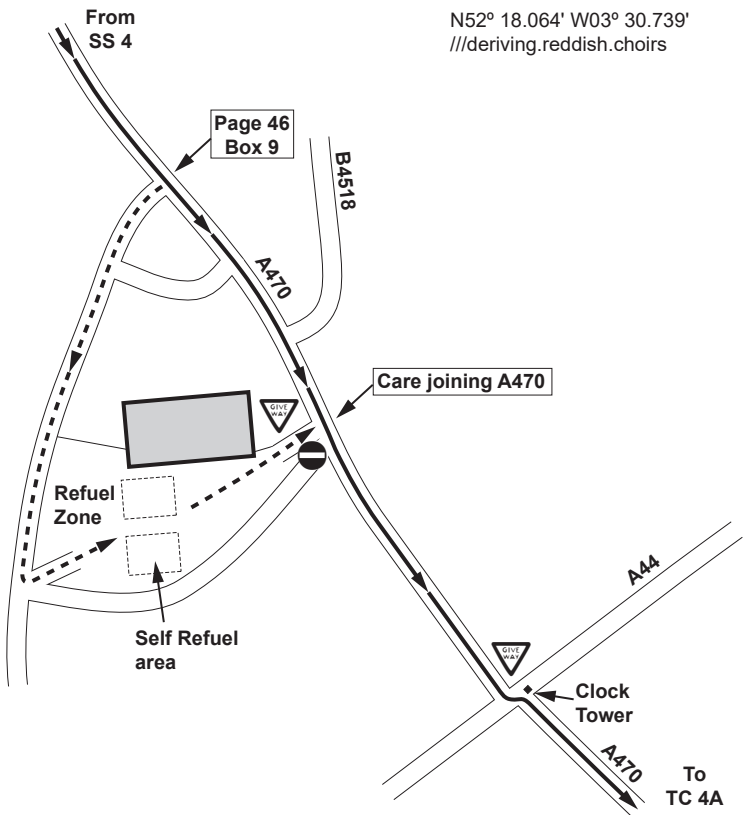 From
SS 4
N52º 18.064' W03º 30.739'
///deriving.reddish.choirs
Page 46
Box 9
B4518
A470
Care joining A470
GIVE
WAY
Refuel
Zone
Self Refuel
area
A44
GIVE
WAY
Clock
Tower
A470
To
TC 4A